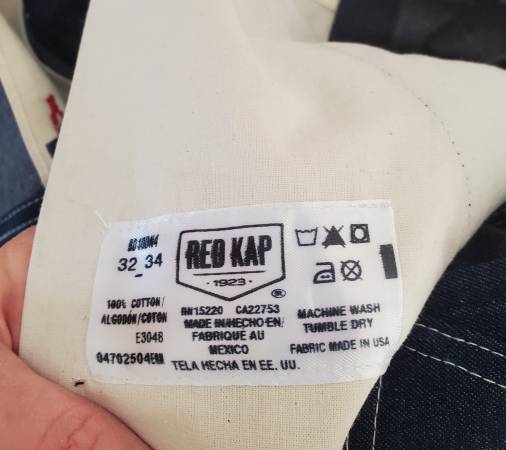 32_34
RED KAP
· 1923 ·
®
100% COTTON/
ALGODÓN/COTON
E3048
RN15220 CA22753
MADE IN/HECHO EN/
FABRIQUÉ AU
MEXICO
TELA HECHA EN EE. UU.
MACHINE WASH
TUMBLE DRY
FABRIC MADE IN USA